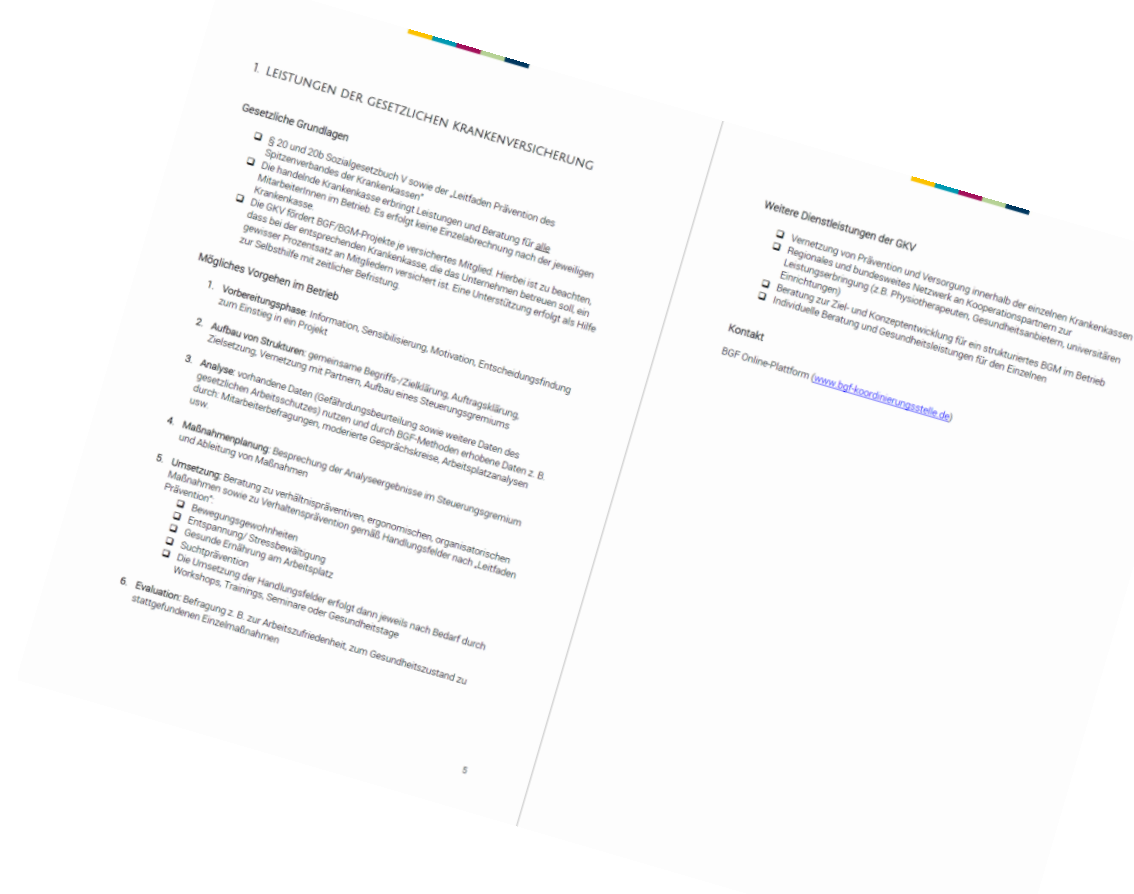 1. LEISTUNGEN DER GESETZLICHEN KRANKENVERSICHERUNG
Gesetzliche Grundlagen
❏ § 20 und 20b Sozialgesetzbuch V sowie der „Leitfaden Prävention des
Spitzenverbandes der Krankenkassen“
❏ Die handelnde Krankenkasse erbringt Leistungen und Beratung für alle
MitarbeiterInnen im Betrieb. Es erfolgt keine Einzelabrechnung nach der jeweiligen
Krankenkasse.
❏ Die GKV fördert BGF/BGM-Projekte je versichertes Mitglied. Hierbei ist zu beachten,
dass bei der entsprechenden Krankenkasse, die das Unternehmen betreuen soll, ein
gewisser Prozentsatz an Mitgliedern versichert ist. Eine Unterstützung erfolgt als Hilfe
zur Selbsthilfe mit zeitlicher Befristung.
Mögliches Vorgehen im Betrieb
1. Vorbereitungsphase: Information, Sensibilisierung, Motivation, Entscheidungsfindung
zum Einstieg in ein Projekt
2. Aufbau von Strukturen: gemeinsame Begriffs-/Zielklärung, Auftragsklärung,
Zielsetzung, Vernetzung mit Partnern, Aufbau eines Steuerungsgremiums
3. Analyse: vorhandene Daten (Gefährdungsbeurteilung sowie weitere Daten des
gesetzlichen Arbeitsschutzes) nutzen und durch BGF-Methoden erhobene Daten z. B.
durch: Mitarbeiterbefragungen, moderierte Gesprächskreise, Arbeitsplatzanalysen
usw.
4. Maßnahmenplanung: Besprechung der Analyseergebnisse im Steuerungsgremium
und Ableitung von Maßnahmen
5. Umsetzung: Beratung zu verhältnispräventiven, ergonomischen, organisatorischen
Maßnahmen sowie zu Verhaltensprävention gemäß Handlungsfelder nach „Leitfaden
Prävention“:
❏ Bewegungsgewohnheiten
❏ Entspannung/ Stressbewältigung
❏ Gesunde Ernährung am Arbeitsplatz
❏ Suchtprävention
❏ Die Umsetzung der Handlungsfelder erfolgt dann jeweils nach Bedarf durch
Workshops, Trainings, Seminare oder Gesundheitstage
6. Evaluation: Befragung z. B. zur Arbeitszufriedenheit, zum Gesundheitszustand zu
stattgefundenen Einzelmaßnahmen
5
Weitere Dienstleistungen der GKV
❏ Vernetzung von Prävention und Versorgung innerhalb der einzelnen Krankenkassen
❏ Regionales und bundesweites Netzwerk an Kooperationspartnern zur
Leistungserbringung (z.B. Physiotherapeuten, Gesundheitsanbietern, universitären
Einrichtungen)
❏ Beratung zur Ziel- und Konzeptentwicklung für ein strukturiertes BGM im Betrieb
❏ Individuelle Beratung und Gesundheitsleistungen für den Einzelnen
Kontakt
BGF Online-Plattform (www.bgf-koordinierungsstelle.de)